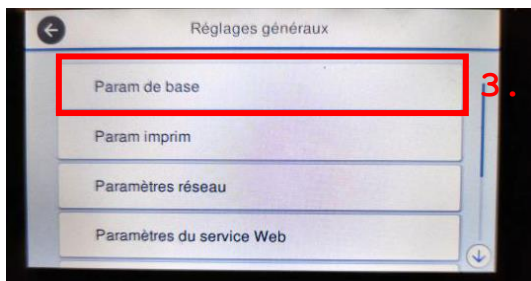 Réglages généraux
Param de base
3.
Param imprim
Paramètres réseau
Paramètres du service Web